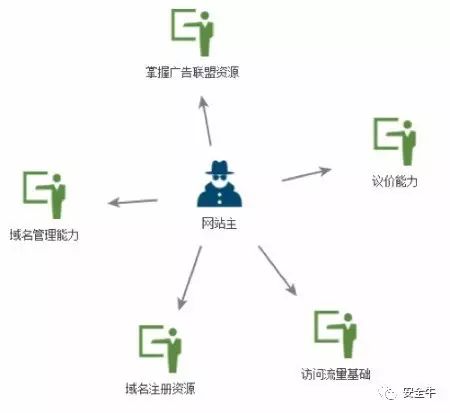 掌握广告联盟资源
议价能力
网站主
域名管理能力
访问流量基础
域名注册资源
安全牛